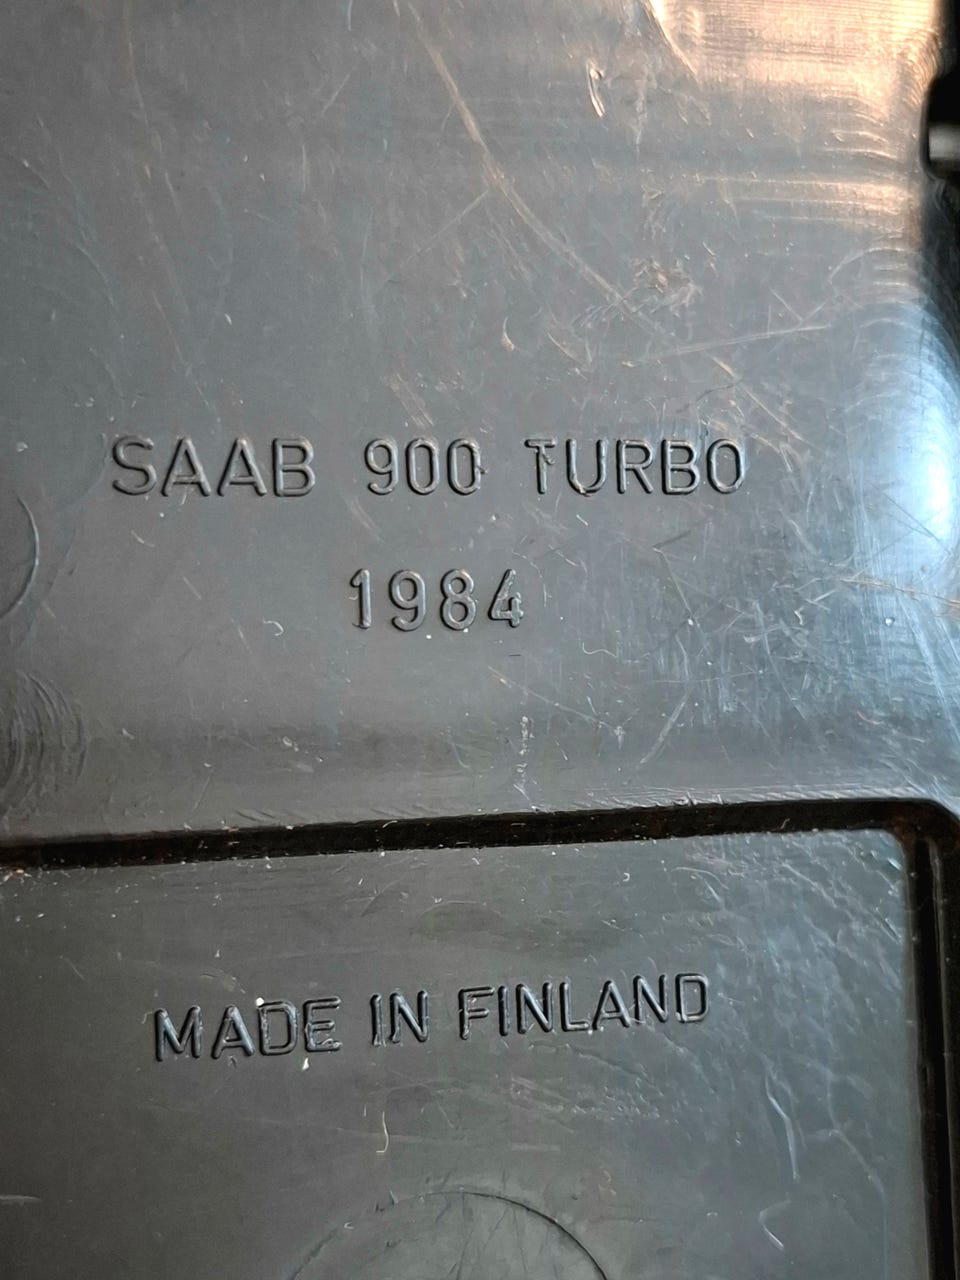 SAAB 900 TURBO
1984
MADE IN FINLAND